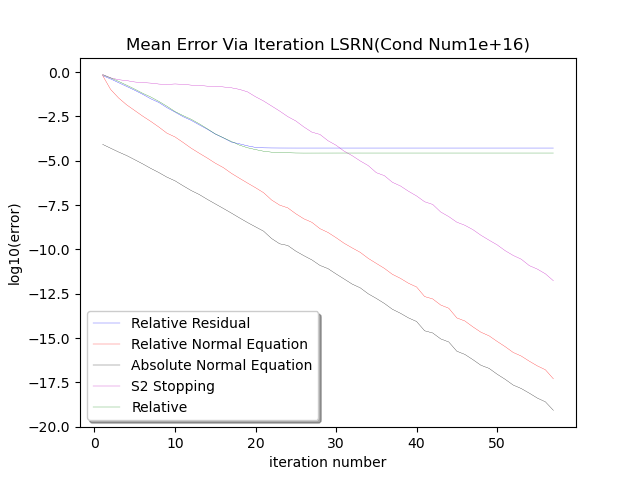 Mean Error Via Iteration LSRN(Cond Num1e+16)
0.0
−2.5
−5.0
−7.5
−10.0
−12.5
−15.0
−17.5
−20.0
log10(error)
Relative Residual
Relative Normal Equation
Absolute Normal Equation
S2 Stopping
Relative
0 10 20 30 40 50
iteration number